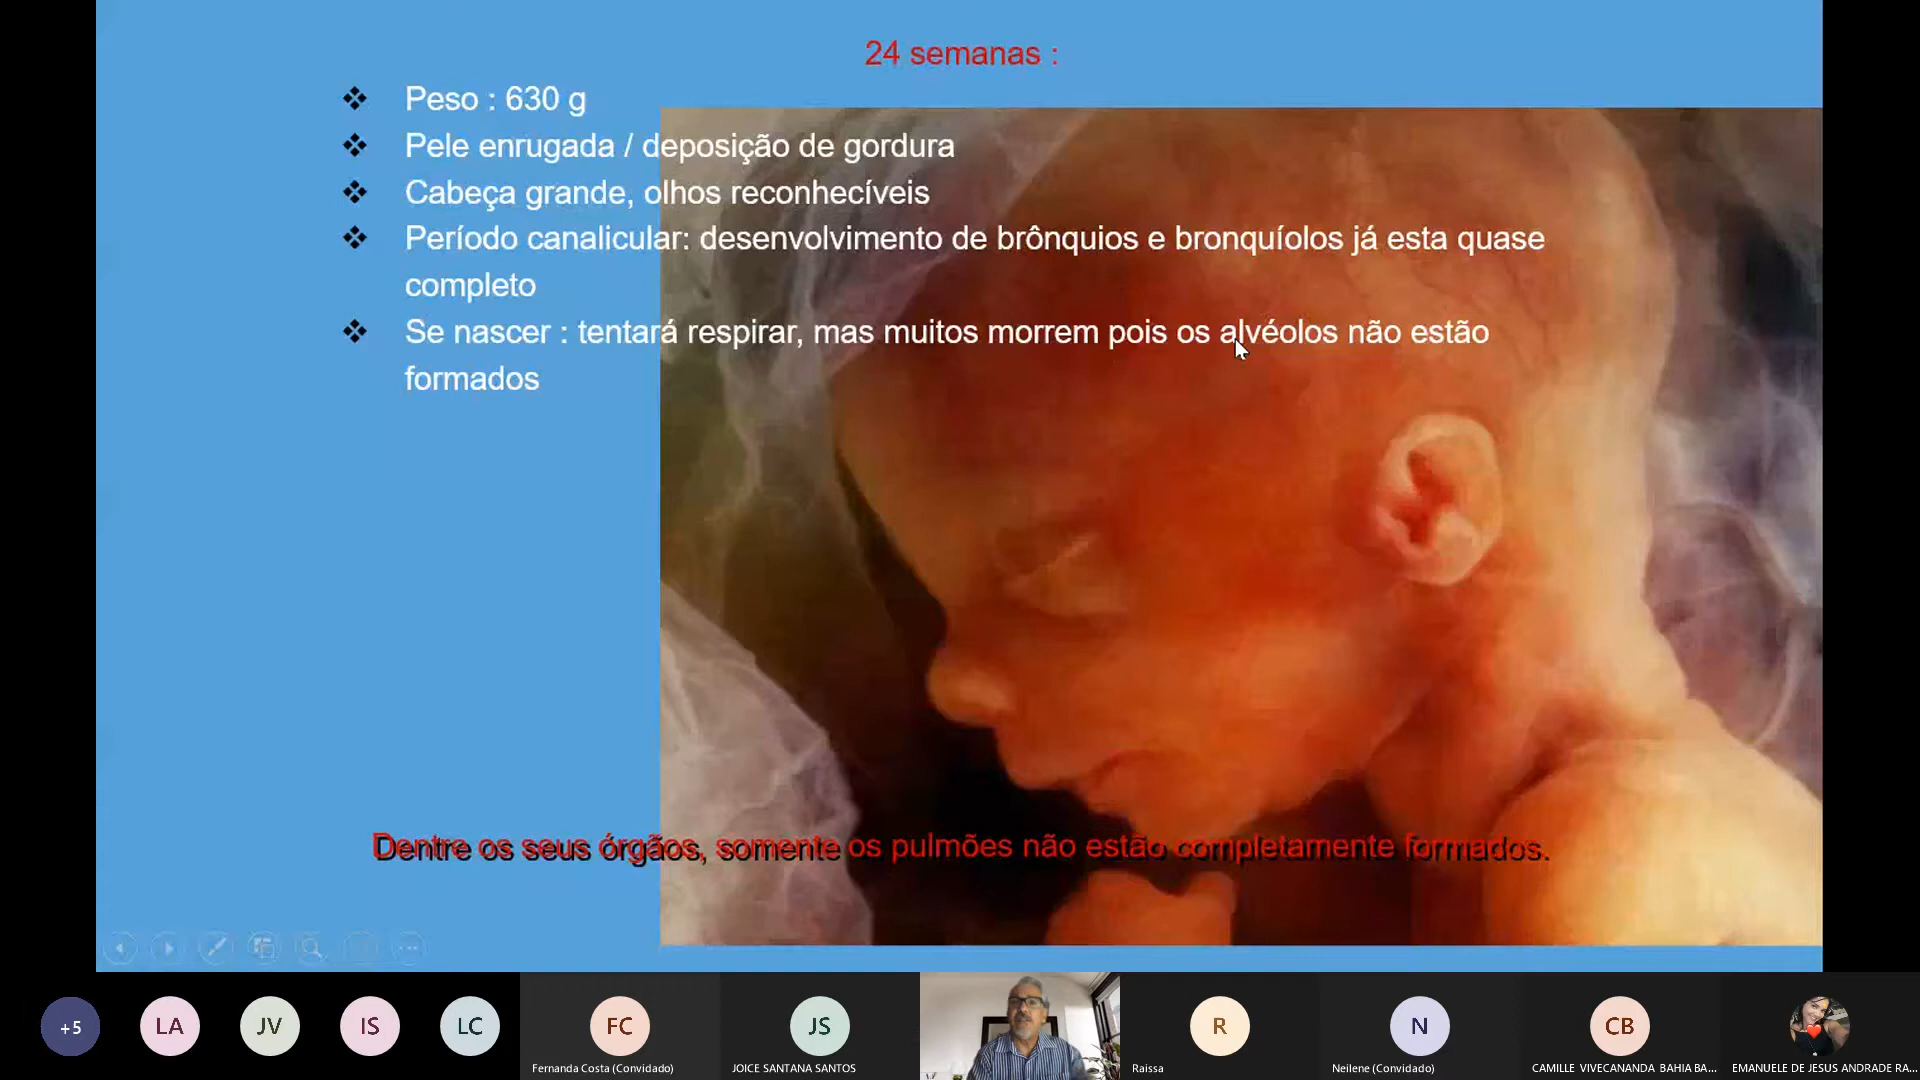 24 semanas :
Peso : 630 g
Pele enrugada / deposição de gordura
Cabeça grande, olhos reconhecíveis
Período canalicular: desenvolvimento de brônquios e bronquíolos já esta quase
completo
Se nascer : tentará respirar, mas muitos morrem pois os alvéolos não estão
formados
Dentre os seus órgãos, somente os pulmões não estão completamente formados.
+5
LA
JV
IS
LC
FC
JS
R
N
CB
Fernanda Costa (Convidado)
JOICE SANTANA SANTOS
Raissa
Neilene (Convidado)
CAMILLE VIVECANANDA BAHIA BA...
EMANUELE DE JESUS ANDRADE RA...